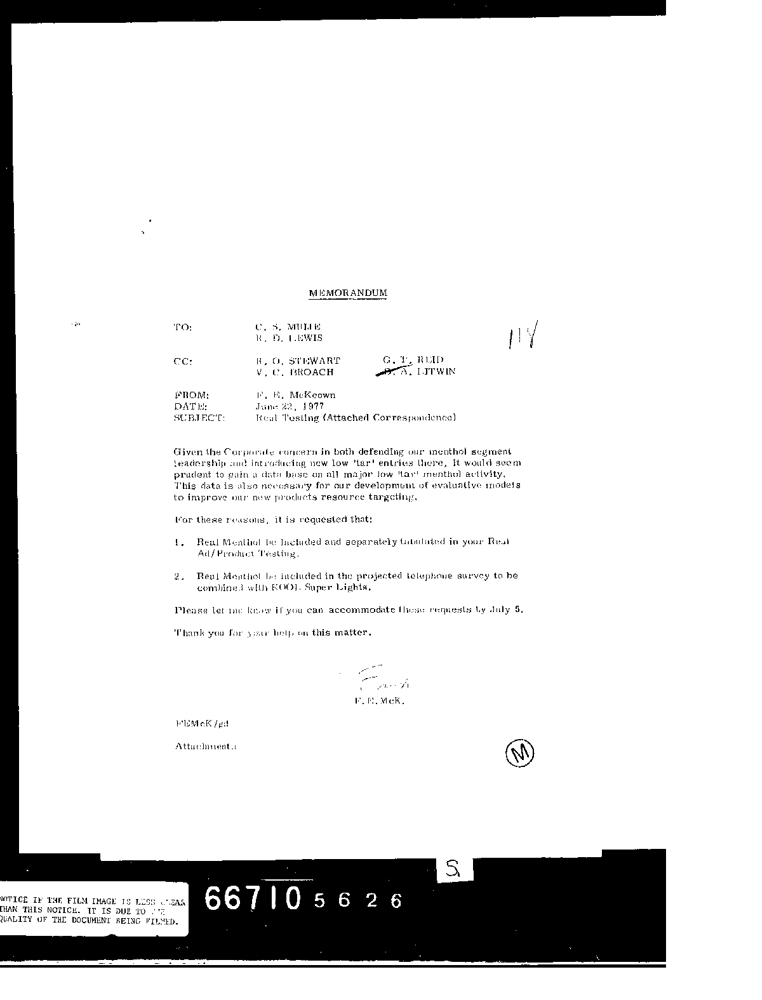 MEMORANDUM
TO: C. S. MUIJE
R. D. LEWIS
114
CC: R. O. STEWART G. T. REID
V. C. BROACH D. A. LITWIN
FROM: F. E. McKeown
DATE: June 22, 1977
SUBJECT: Real Testing (Attached Correspondence)
Given the Corporate concern in both defending our menthol segment
leadership and introducing new low 'tar' entries there, it would seem
prudent to gain a data base on all major low 'tar' menthol activity.
This data is also necessary for our development of evaluative models
to improve our new products resource targeting.
For these reasons, it is requested that:
1. Real Menthol be included and separately tabulated in your Real
Ad/Product Testing.
2. Real Menthol be included in the projected telephone survey to be
combined with KOOL Super Lights.
Please let me know if you can accommodate these requests by July 5.
Thank you for your help on this matter.
F. E. McK.
FEMcK/gd
Attachments
M
S
NOTICE IF THE FILM IMAGE IS LESS CLEAR
THAN THIS NOTICE. IT IS DUE TO THE
QUALITY OF THE DOCUMENT BEING FILMED.
66710 5626